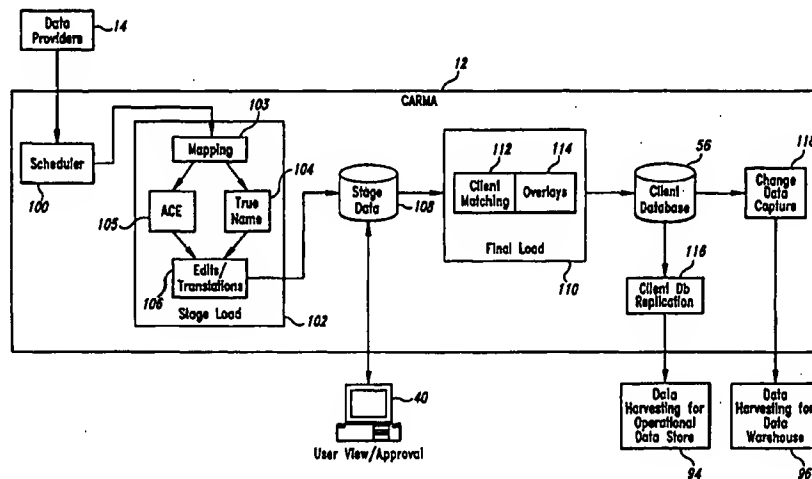 Data
Providers
14
12
CARMA
Scheduler
100
103
Mapping
104
ACE
105
True
Name
Edits/
Translations
106
Stage Load
102
Stage
Data
108
112
114
Client
Matching
Overlays
Final Load
110
56
Client
Database
118
Change
Data
Capture
116
Client Db
Replication
40
User View/Approval
Data
Harvesting for
Operational
Data Store
94
Data
Harvesting for
Data
Warehouse
96